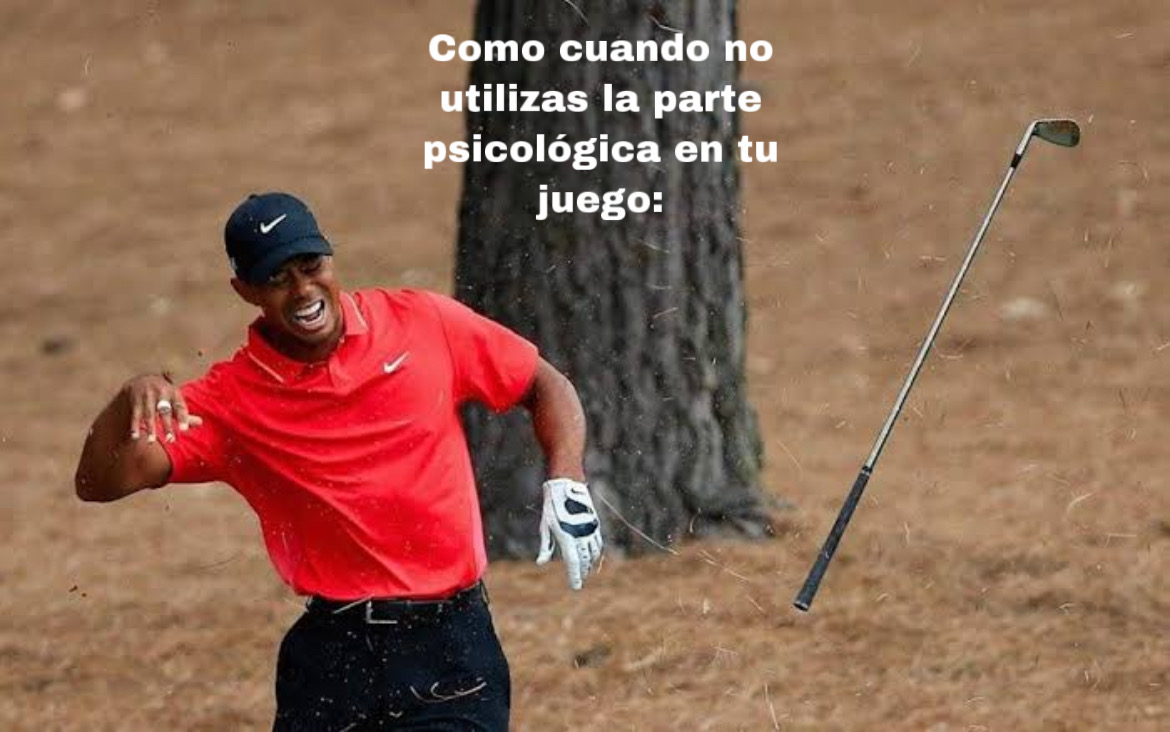 Como cuando no
utilizas la parte
psicológica en tu
juego: